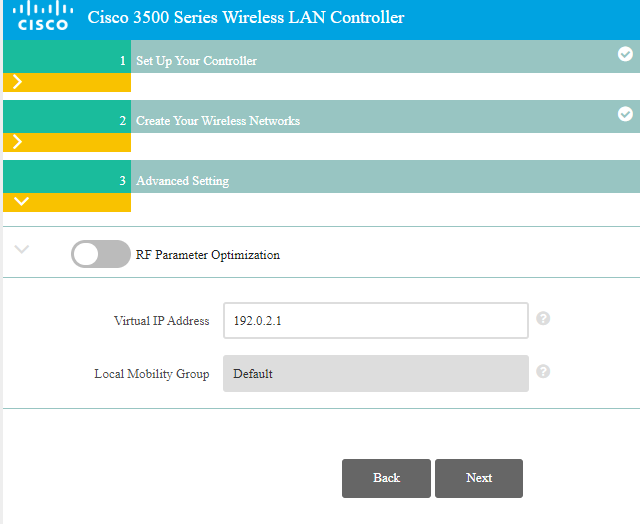 CISCO Cisco 3500 Series Wireless LAN Controller
1 Set Up Your Controller
2 Create Your Wireless Networks
3 Advanced Setting
RF Parameter Optimization
Virtual IP Address 192.0.2.1 ?
Local Mobility Group Default ?
Back Next